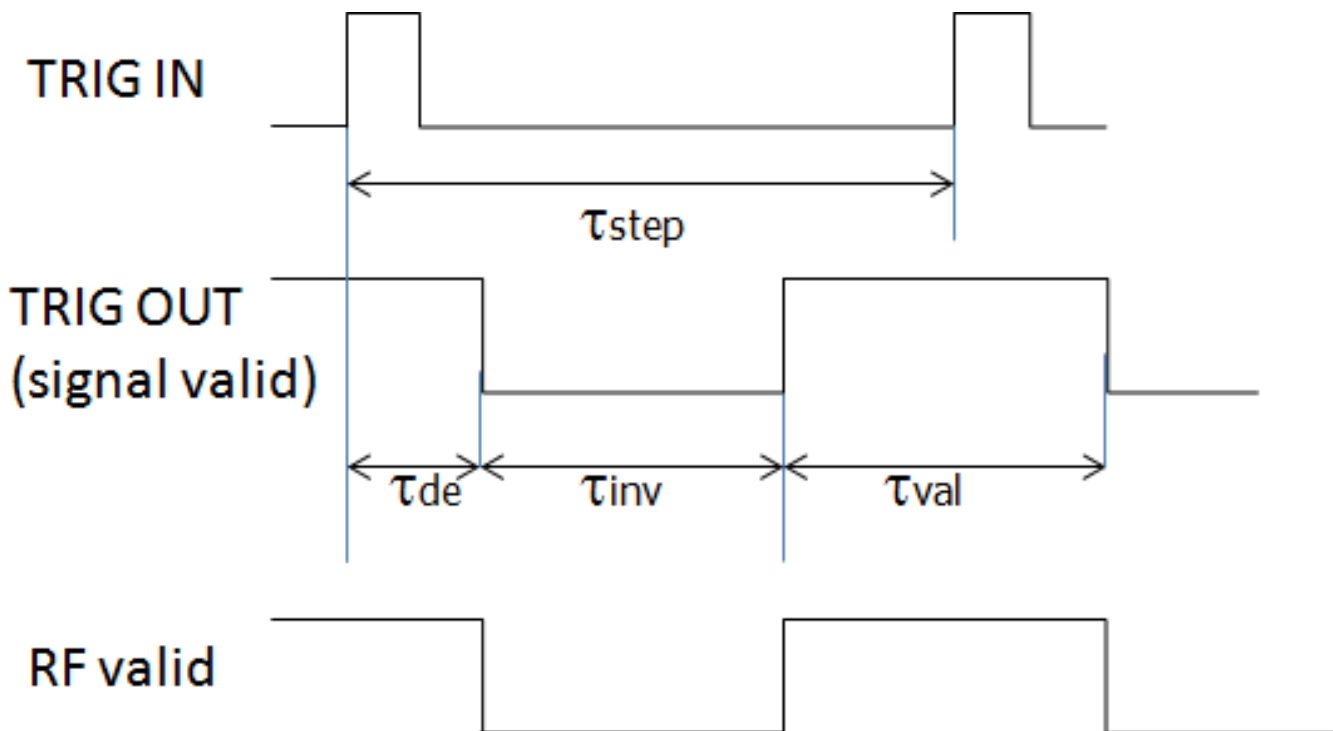 TRIG IN
τstep
TRIG OUT
(signal valid)
τde
τinv
τval
RF valid